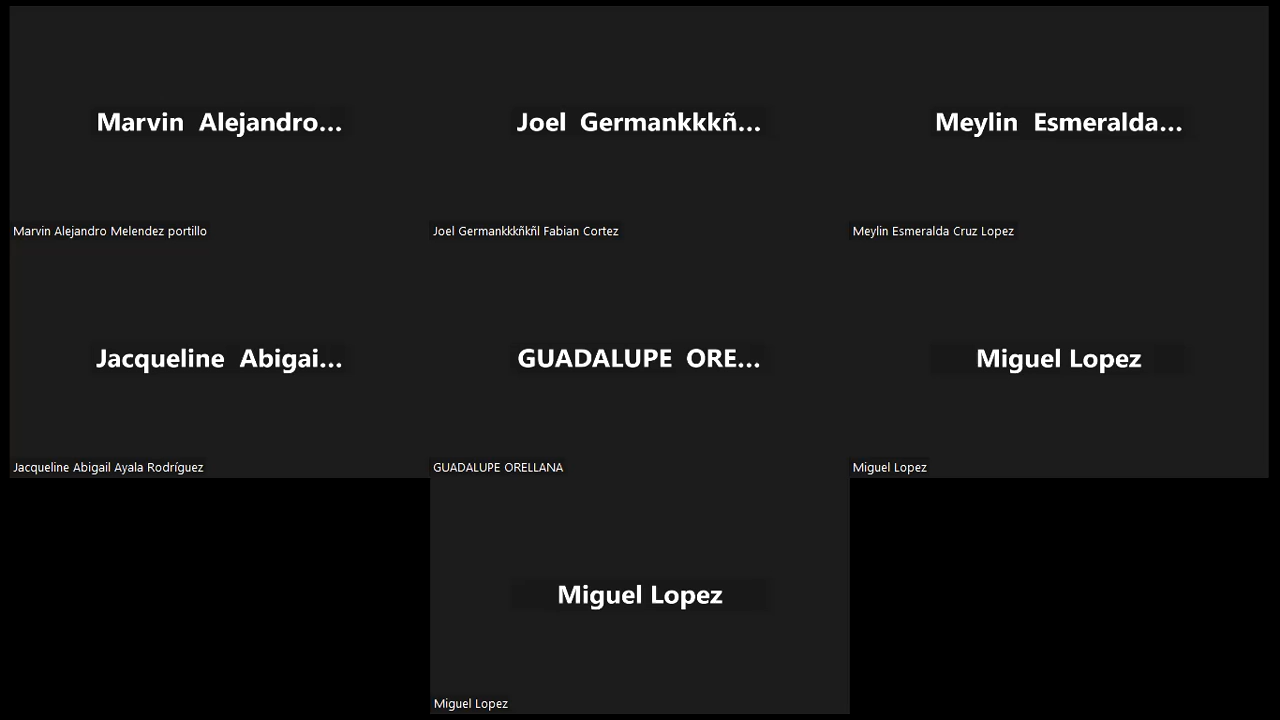 Marvin Alejandro...
Joel Germankkkñ...
Meylin Esmeralda...
Marvin Alejandro Melendez portillo
Joel Germankkkñkñl Fabian Cortez
Meylin Esmeralda Cruz Lopez
Jacqueline Abigai...
GUADALUPE ORE...
Miguel Lopez
Jacqueline Abigail Ayala Rodríguez
GUADALUPE ORELLANA
Miguel Lopez
Miguel Lopez
Miguel Lopez